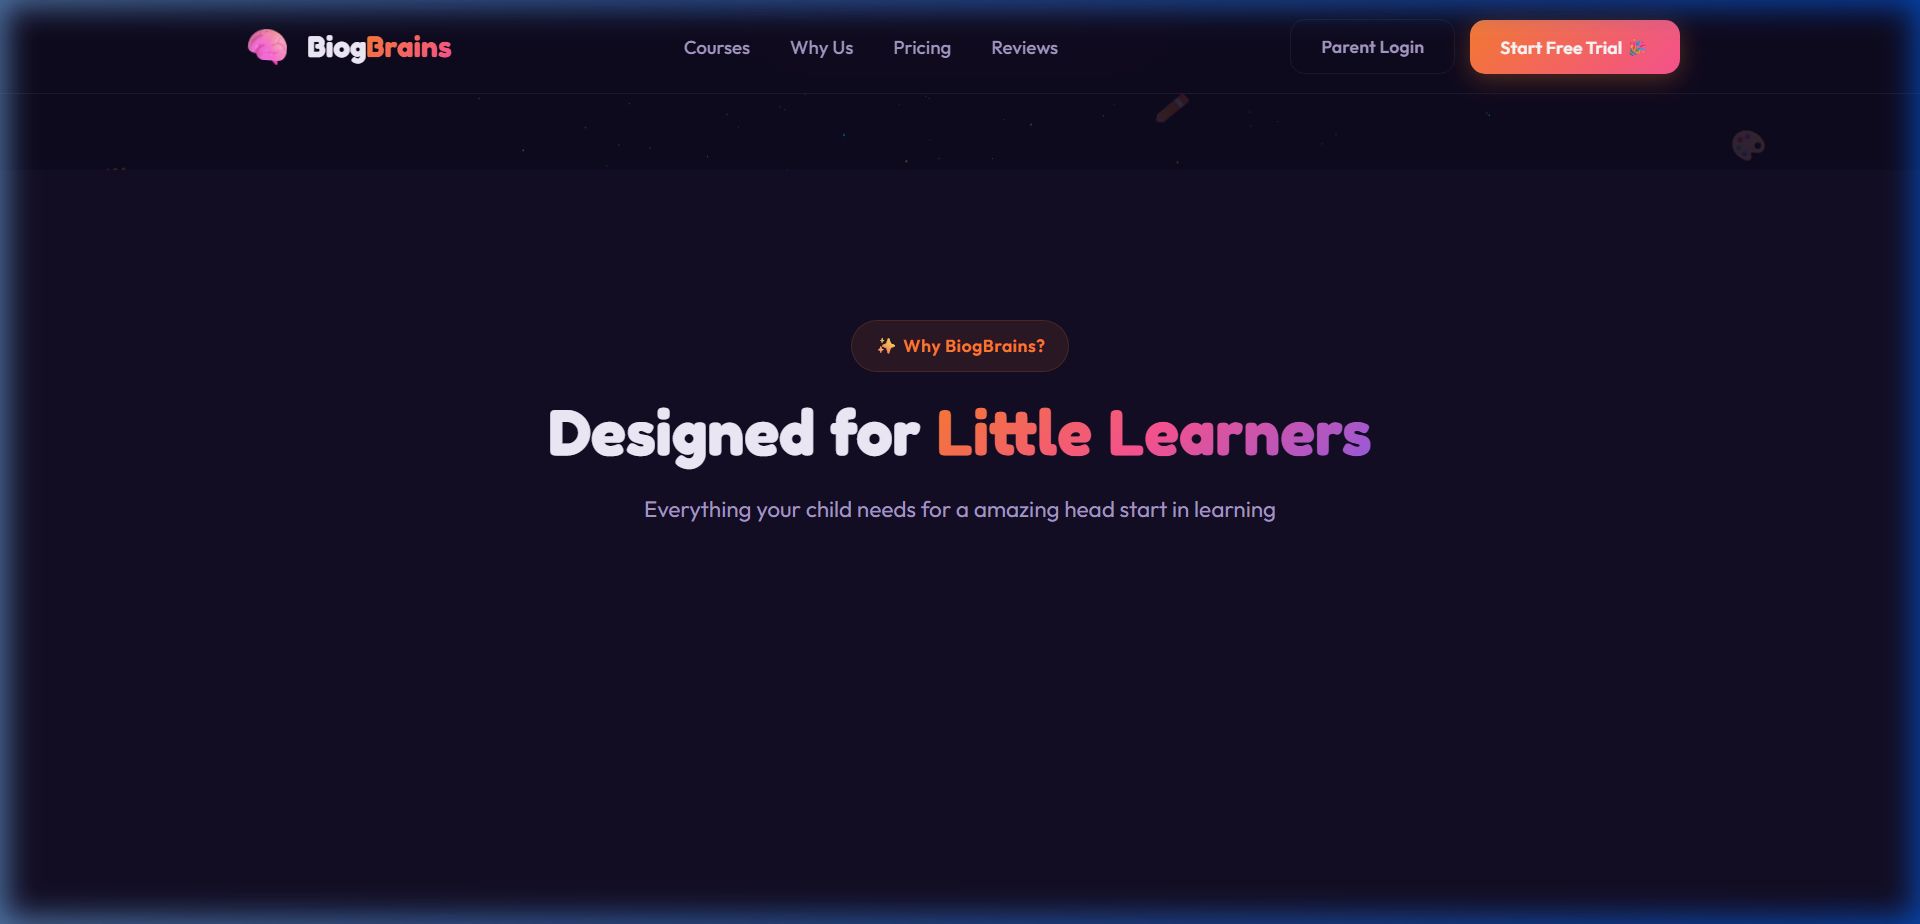 BiogBrains
Courses
Why Us
Pricing
Reviews
Parent Login
Start Free Trial 🎉
✨ Why BiogBrains?
Designed for Little Learners
Everything your child needs for a amazing head start in learning